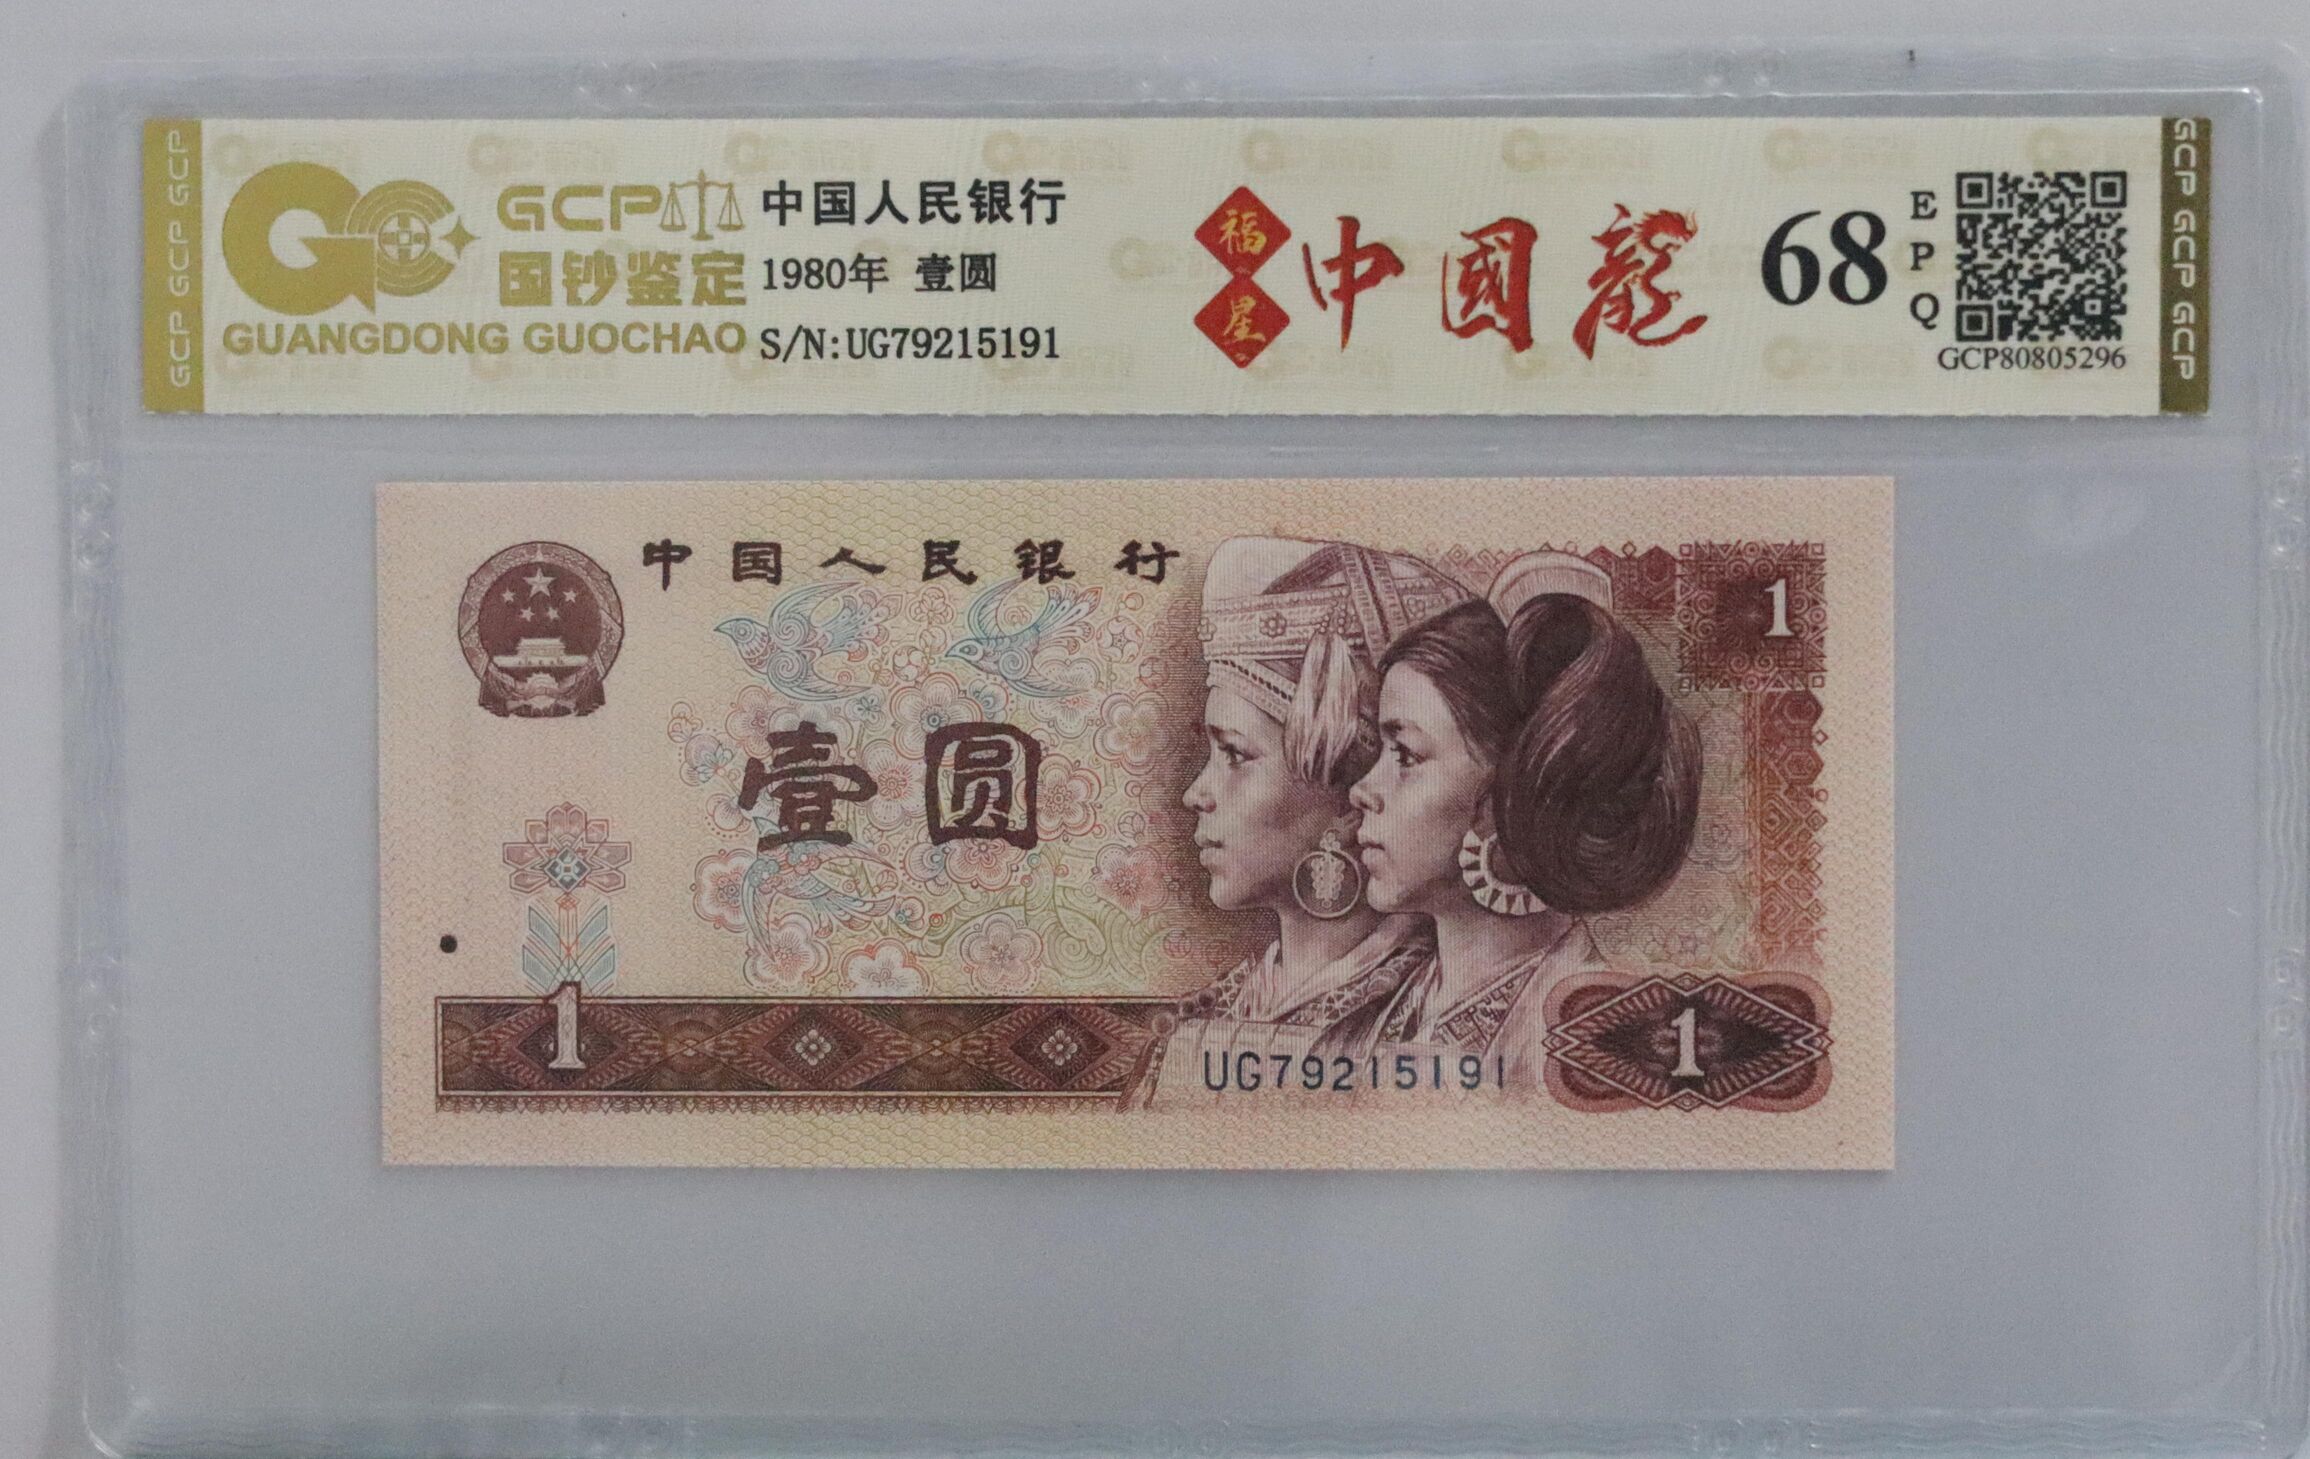 GCP GCP GCP
GCP
国钞鉴定
GUANGDONG GUOCHAO
中国人民银行
1980年 壹圆
S/N:UG79215191
福
星
中國龍
68
E
P
Q
GCP80805296
GCP GCP GCP
中国人民银行
1
壹圆
1
UG79215191
1